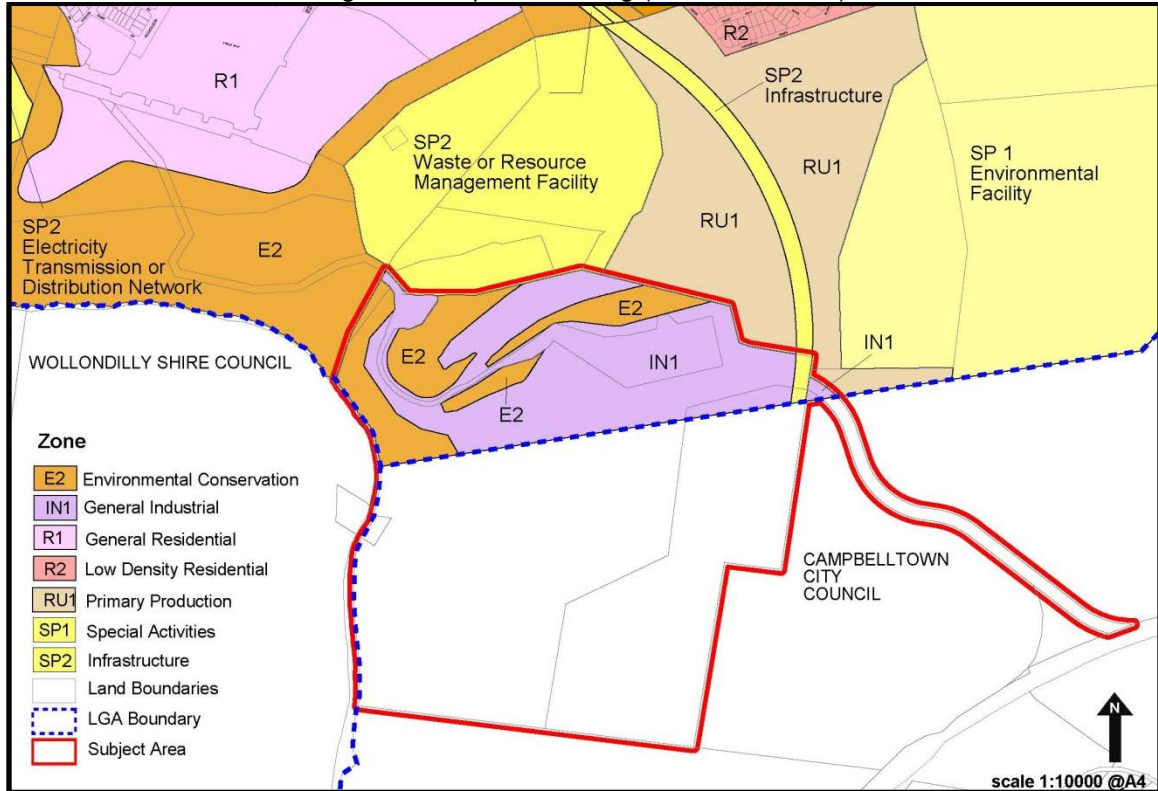 R1
R2
SP2
Infrastructure
SP2
Waste or Resource
Management Facility
RU1
SP 1
Environmental
Facility
RU1
SP2
Electricity
Transmission or
Distribution Network
E2
E2
E2
IN1
IN1
E2
WOLLONDILLY SHIRE COUNCIL
CAMPBELLTOWN
CITY
COUNCIL
Zone
E2 Environmental Conservation
IN1 General Industrial
R1 General Residential
R2 Low Density Residential
RU1 Primary Production
SP1 Special Activities
SP2 Infrastructure
Land Boundaries
LGA Boundary
Subject Area
N
scale 1:10000 @A4